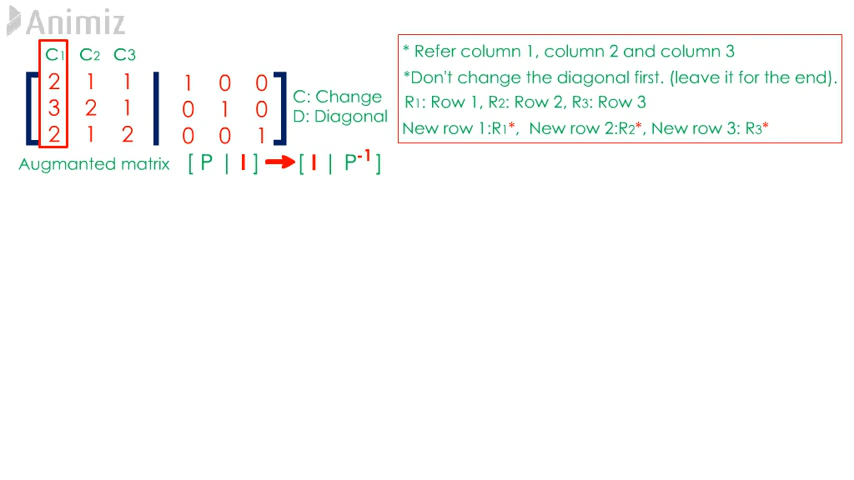 Animiz
C1 C2 C3
2 1 1 | 1 0 0
3 2 1 | 0 1 0
2 1 2 | 0 0 1
C: Change
D: Diagonal
Augmanted matrix [ P | I ] → [ I | P-1 ]
* Refer column 1, column 2 and column 3
*Don't change the diagonal first. (leave it for the end).
R1: Row 1, R2: Row 2, R3: Row 3
New row 1:R1*, New row 2:R2*, New row 3: R3*